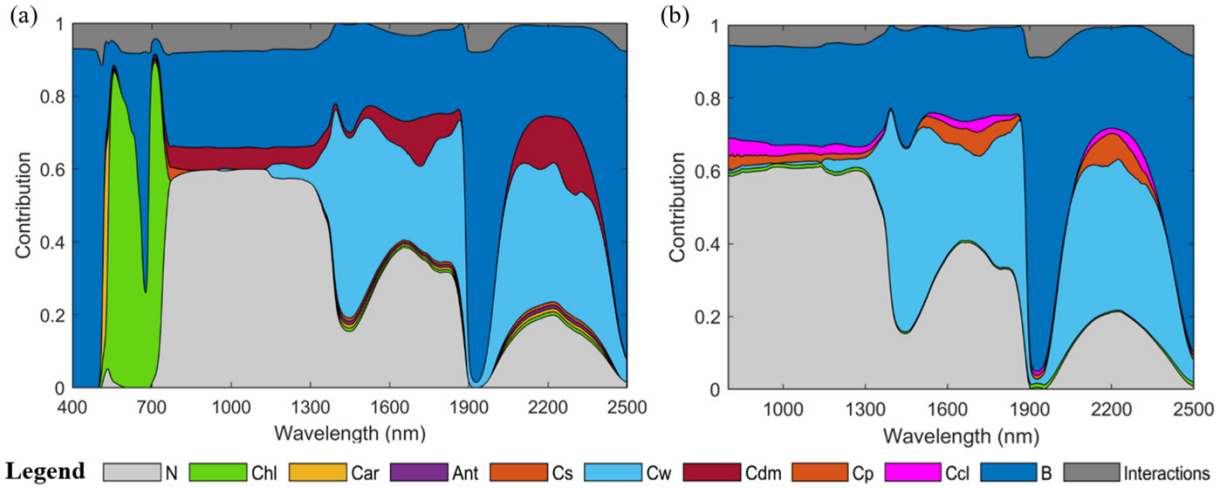 (a)
(b)
1
0.8
0.6
0.4
0.2
0
Contribution
400 700 1000 1300 1600 1900 2200 2500
Wavelength (nm)
1
0.8
0.6
0.4
0.2
0
Contribution
1000 1300 1600 1900 2200 2500
Wavelength (nm)
Legend N Chl Car Ant Cs Cw Cdm Cp Ccl B Interactions